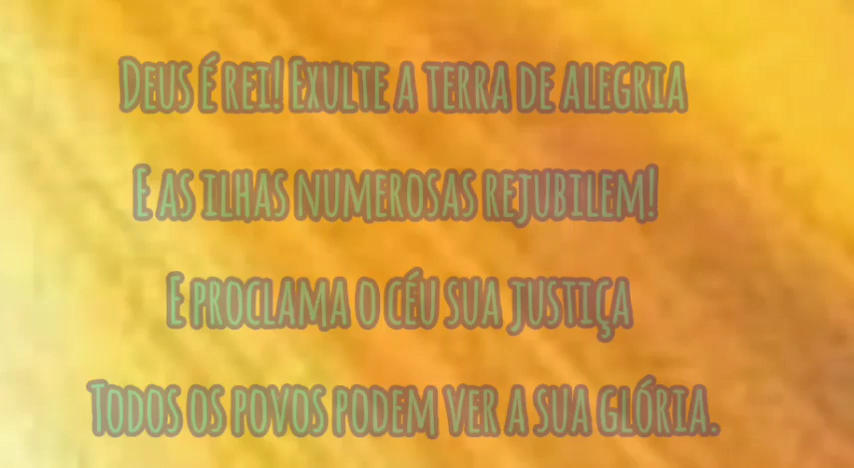 Deus é rei! Exulte a terra de alegria
E as ilhas numerosas rejubilem!
E proclama o céu sua justiça
Todos os povos podem ver a sua glória.